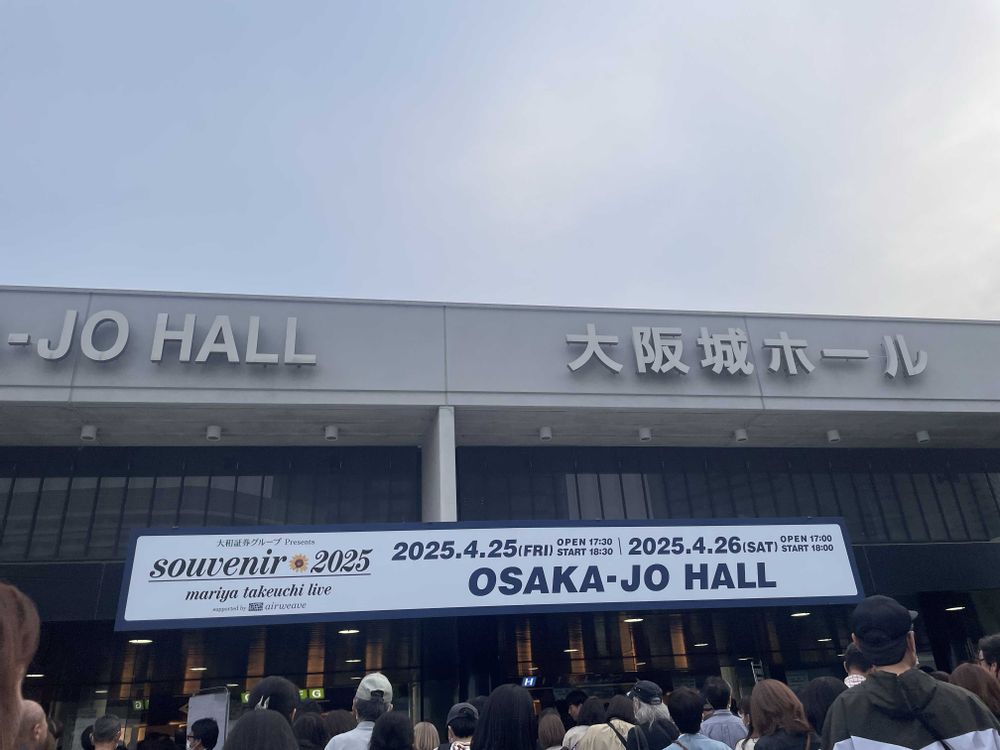 -JO HALL
大阪城ホール
大和証券グループ Presents
souvenir 2025
mariya takeuchi live
supported by airweave
2025.4.25(FRI) OPEN 17:30 START 18:30 | 2025.4.26(SAT) OPEN 17:00 START 18:00
OSAKA-JO HALL
G
G
H